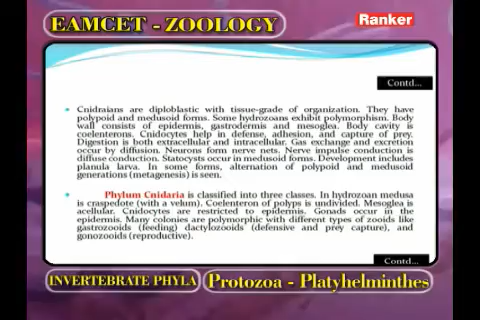 EAMCET - ZOOLOGY
Ranker
Contd...
• Cnidraians are diploblastic with tissue-grade of organization. They have
polypoid and medusoid forms. Some hydrozoans exhibit polymorphism. Body
wall consists of epidermis, gastrodermis and mesoglea. Body cavity is
coelenterons. Cnidocytes help in defense, adhesion, and capture of prey.
Digestion is both extracellular and intracellular. Gas exchange and excretion
occur by diffusion. Neurons form nerve nets. Nerve impulse conduction is
diffuse conduction. Statocysts occur in medusoid forms. Development includes
planula larva. In some forms, alternation of polypoid and medusoid
generations (metagenesis) is seen.
• Phylum Cnidaria is classified into three classes. In hydrozoan medusa
is craspedote (with a velum). Coelenteron of polyps is undivided. Mesoglea is
acellular. Cnidocytes are restricted to epidermis. Gonads occur in the
epidermis. Many colonies are polymorphic with different types of zooids like
gastrozooids (feeding) dactylozooids (defensive and prey capture), and
gonozooids (reproductive).
Contd...
INVERTEBRATE PHYLA
Protozoa - Platyhelminthes